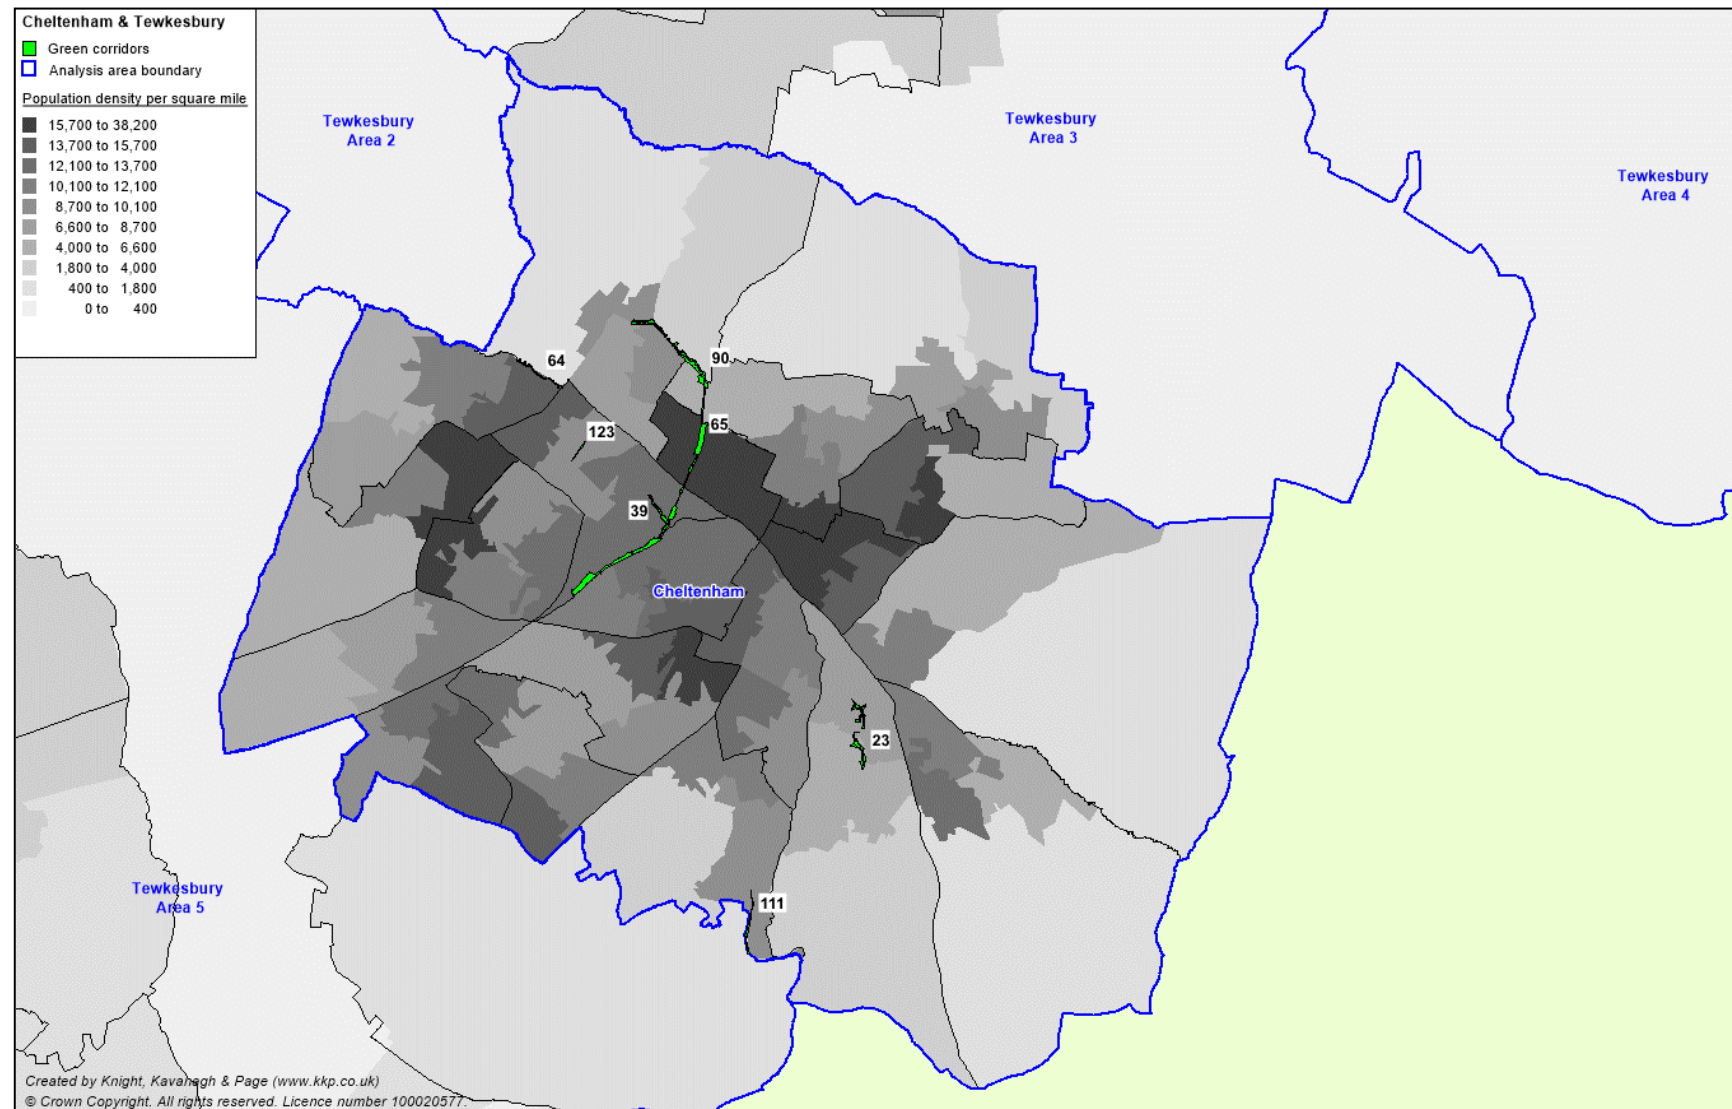 Cheltenham & Tewkesbury
Green corridors
Analysis area boundary
Population density per square mile
15,700 to 38,200
13,700 to 15,700
12,100 to 13,700
10,100 to 12,100
8,700 to 10,100
6,600 to 8,700
4,000 to 6,600
1,800 to 4,000
400 to 1,800
0 to 400
Tewkesbury
Area 2
Tewkesbury
Area 3
Tewkesbury
Area 4
64
90
65
123
39
Cheltenham
23
111
Tewkesbury
Area 5
Created by Knight, Kavanagh & Page (www.kkp.co.uk)
© Crown Copyright. All rights reserved. Licence number 100020577.